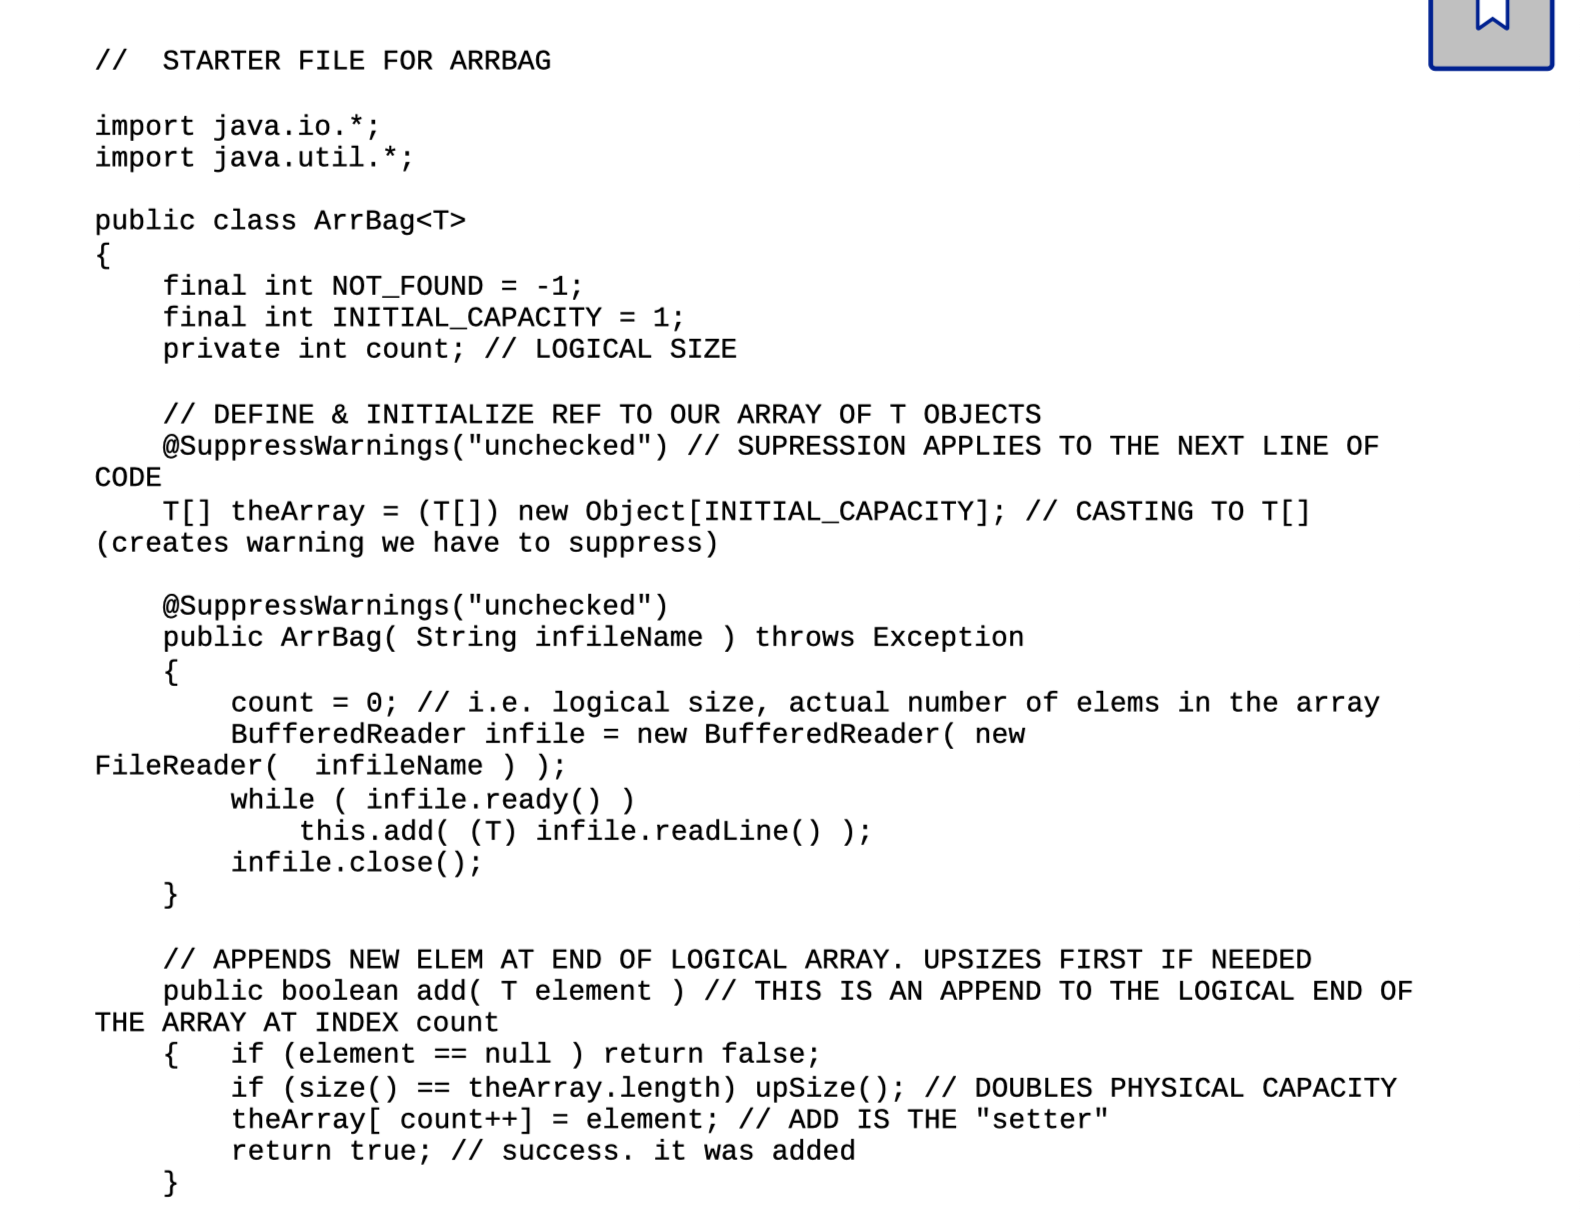 //  STARTER FILE FOR ARRBAG
import java.io.*;
import java.util.*;
public class ArrBag<T>
{
    final int NOT_FOUND = -1;
    final int INITIAL_CAPACITY = 1;
    private int count; // LOGICAL SIZE
    // DEFINE & INITIALIZE REF TO OUR ARRAY OF T OBJECTS
    @SuppressWarnings("unchecked") // SUPRESSION APPLIES TO THE NEXT LINE OF
CODE
    T[] theArray = (T[]) new Object[INITIAL_CAPACITY]; // CASTING TO T[]
(creates warning we have to suppress)
    @SuppressWarnings("unchecked")
    public ArrBag( String infileName ) throws Exception
    {
        count = 0; // i.e. logical size, actual number of elems in the array
        BufferedReader infile = new BufferedReader( new
FileReader(  infileName ) );
        while ( infile.ready() )
            this.add( (T) infile.readLine() );
        infile.close();
    }
    // APPENDS NEW ELEM AT END OF LOGICAL ARRAY. UPSIZES FIRST IF NEEDED
    public boolean add( T element ) // THIS IS AN APPEND TO THE LOGICAL END OF
THE ARRAY AT INDEX count
    {   if (element == null ) return false;
        if (size() == theArray.length) upSize(); // DOUBLES PHYSICAL CAPACITY
        theArray[ count++] = element; // ADD IS THE "setter"
        return true; // success. it was added
    }